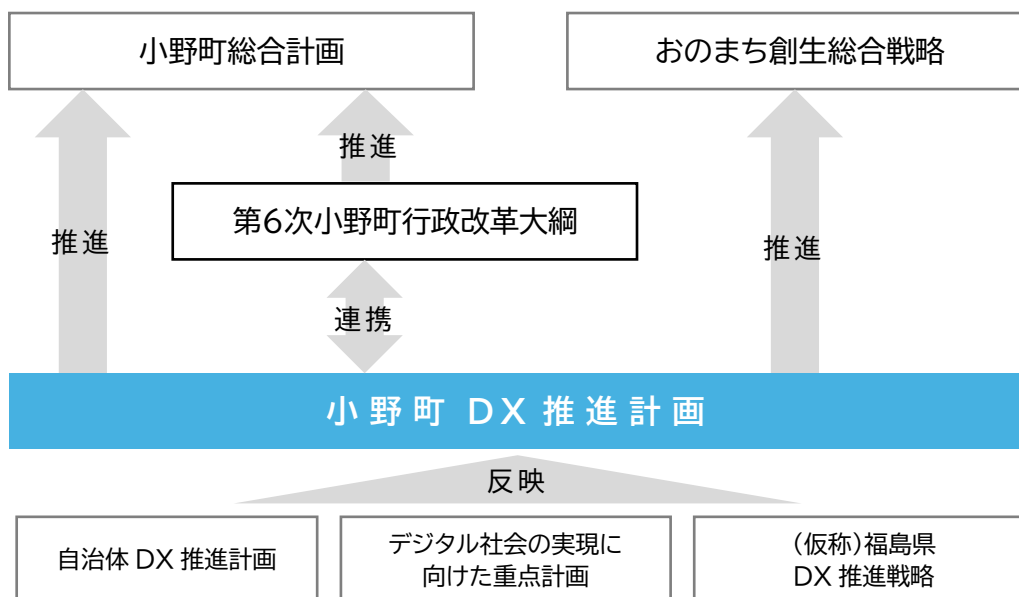 小野町総合計画
おのまち創生総合戦略
推進
第6次小野町行政改革大綱
推進
推進
連携
小野町 DX 推進計画
反映
自治体 DX 推進計画
デジタル社会の実現に
向けた重点計画
(仮称)福島県
DX 推進戦略